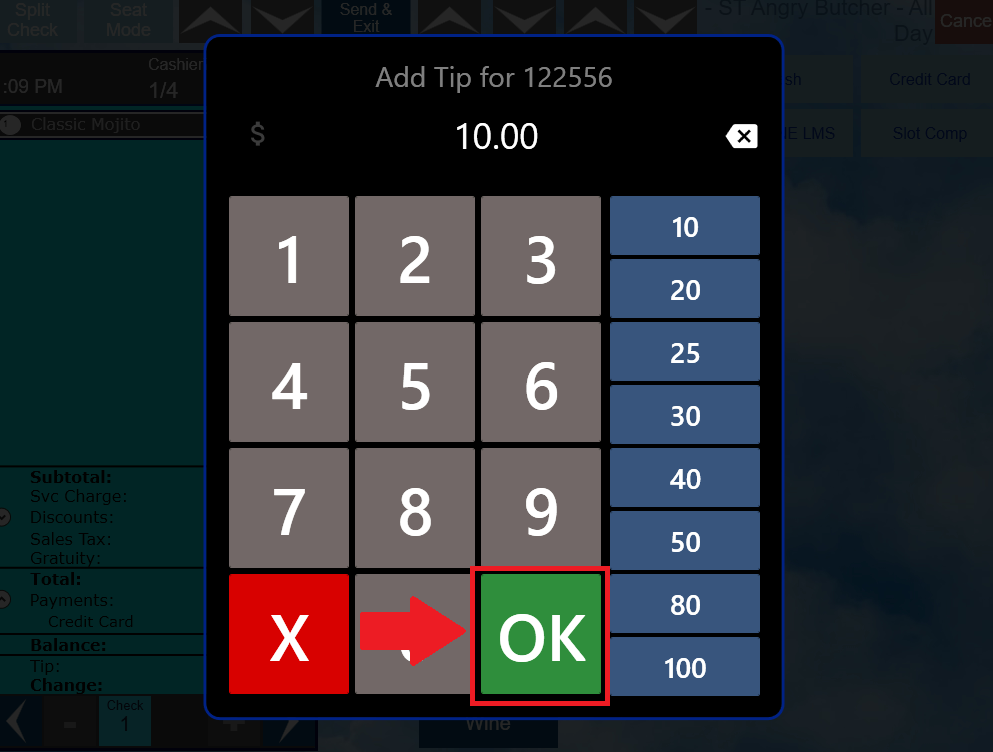 Split
Check
Seat
Mode
Send &
Exit
- ST Angry Butcher - All
Day
Cance
Cashier
:09 PM
1/4
1
Classic Mojito
sh
Credit Card
E LMS
Slot Comp
Add Tip for 122556
$
10.00
1 2 3
4 5 6
7 8 9
X OK
10
20
25
30
40
50
80
100
Subtotal:
Svc Charge:
Discounts:
Sales Tax:
Gratuity:
Total:
Payments:
Credit Card
Balance:
Tip:
Change:
- Check +
1
Wine